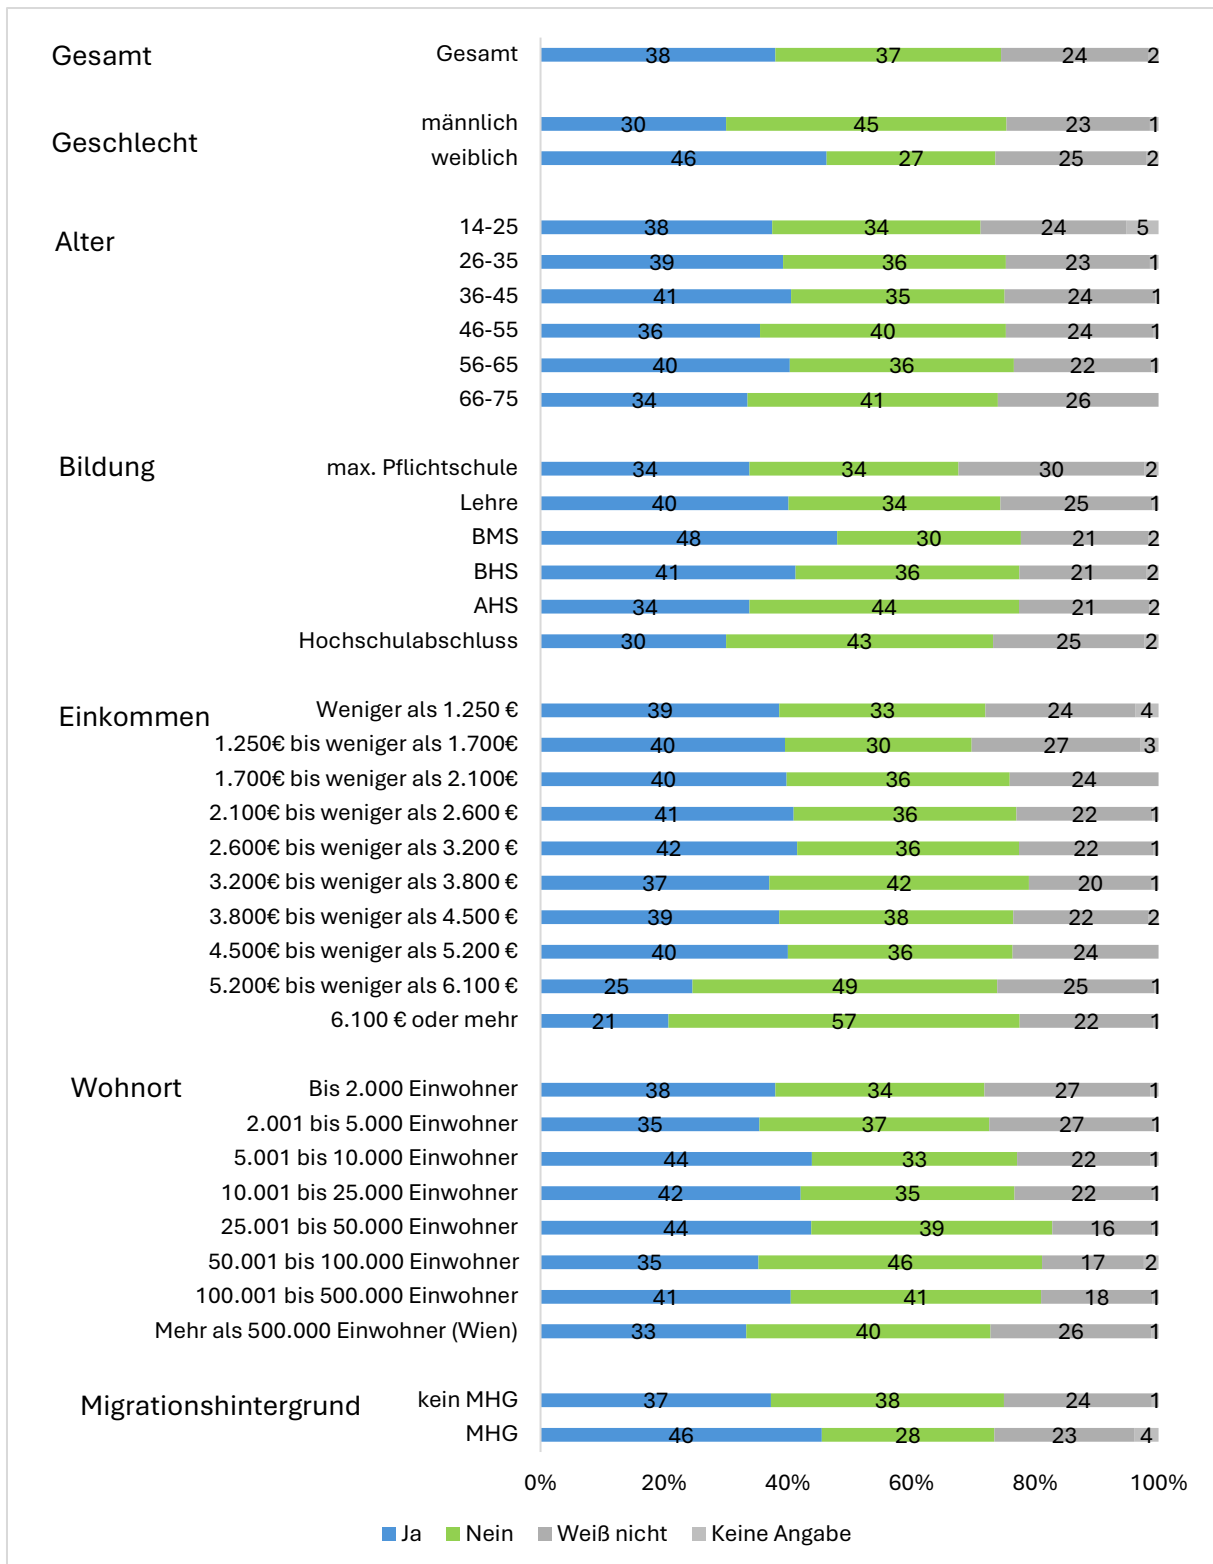 Gesamt Gesamt 38 37 24 2
männlich 30 45 23 1
Geschlecht
weiblich 46 27 25 2
14-25 38 34 24 5
Alter
26-35 39 36 23 1
36-45 41 35 24 1
46-55 36 40 24 1
56-65 40 36 22 1
66-75 34 41 26
Bildung max. Pflichtschule 34 34 30 2
Lehre 40 34 25 1
BMS 48 30 21 2
BHS 41 36 21 2
AHS 34 44 21 2
Hochschulabschluss 30 43 25 2
Einkommen Weniger als 1.250 € 39 33 24 4
1.250€ bis weniger als 1.700€ 40 30 27 3
1.700€ bis weniger als 2.100€ 40 36 24
2.100€ bis weniger als 2.600 € 41 36 22 1
2.600€ bis weniger als 3.200 € 42 36 22 1
3.200€ bis weniger als 3.800 € 37 42 20 1
3.800€ bis weniger als 4.500 € 39 38 22 2
4.500€ bis weniger als 5.200 € 40 36 24
5.200€ bis weniger als 6.100 € 25 49 25 1
6.100 € oder mehr 21 57 22 1
Wohnort Bis 2.000 Einwohner 38 34 27 1
2.001 bis 5.000 Einwohner 35 37 27 1
5.001 bis 10.000 Einwohner 44 33 22 1
10.001 bis 25.000 Einwohner 42 35 22 1
25.001 bis 50.000 Einwohner 44 39 16 1
50.001 bis 100.000 Einwohner 35 46 17 2
100.001 bis 500.000 Einwohner 41 41 18 1
Mehr als 500.000 Einwohner (Wien) 33 40 26 1
Migrationshintergrund kein MHG 37 38 24 1
MHG 46 28 23 4
0% 20% 40% 60% 80% 100%
Ja Nein Weiß nicht Keine Angabe